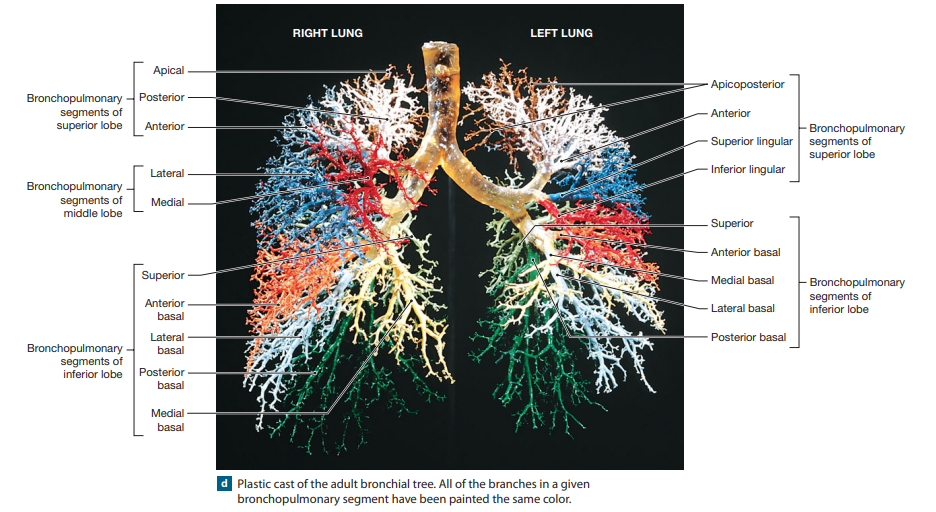 RIGHT LUNG
LEFT LUNG
Bronchopulmonary
segments of
superior lobe
Apical
Posterior
Anterior
Bronchopulmonary
segments of
middle lobe
Lateral
Medial
Bronchopulmonary
segments of
inferior lobe
Superior
Anterior
basal
Lateral
basal
Posterior
basal
Medial
basal
Apicoposterior
Anterior
Superior lingular
Inferior lingular
Bronchopulmonary
segments of
superior lobe
Superior
Anterior basal
Medial basal
Lateral basal
Posterior basal
Bronchopulmonary
segments of
inferior lobe
d Plastic cast of the adult bronchial tree. All of the branches in a given
bronchopulmonary segment have been painted the same color.